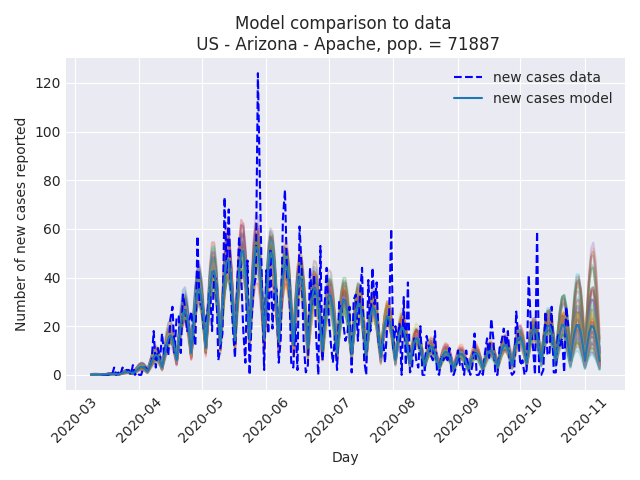 Model comparison to data
US - Arizona - Apache, pop. = 71887
new cases data
new cases model
Number of new cases reported
120
100
80
60
40
20
0
2020-03
2020-04
2020-05
2020-06
2020-07
2020-08
2020-09
2020-10
2020-11
Day